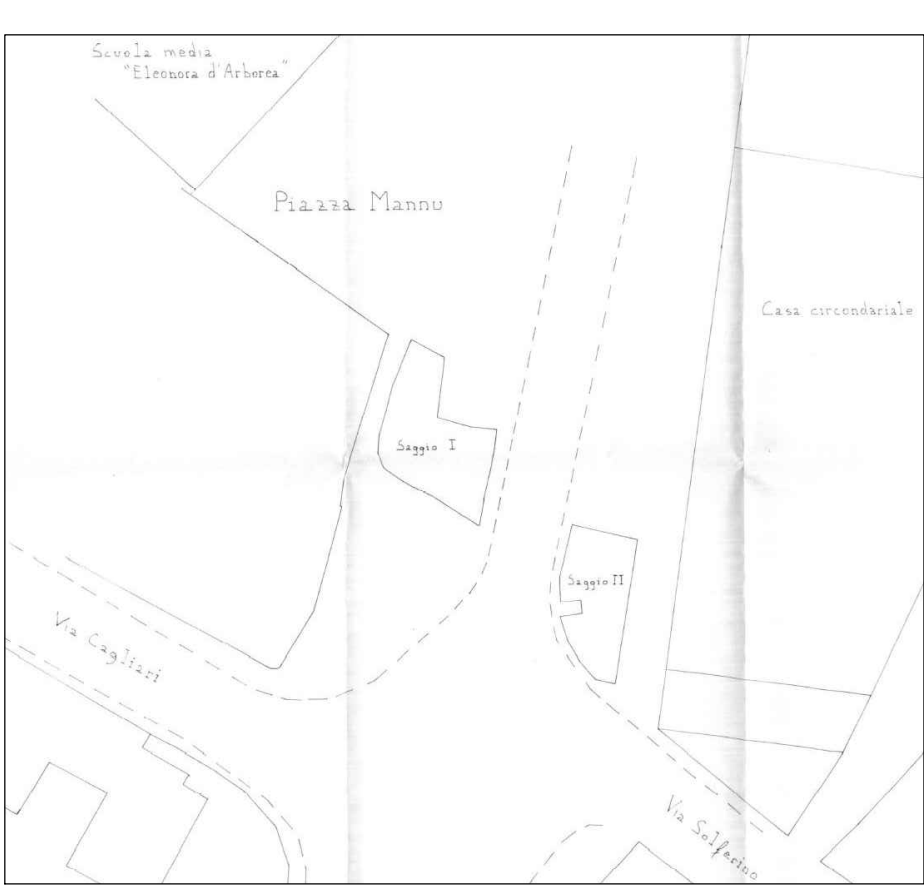 Scuola media
"Eleonora d'Arborea"
Piazza Mannu
Casa circondariale
Saggio I
Saggio II
Via Cagliari
Via Solferino